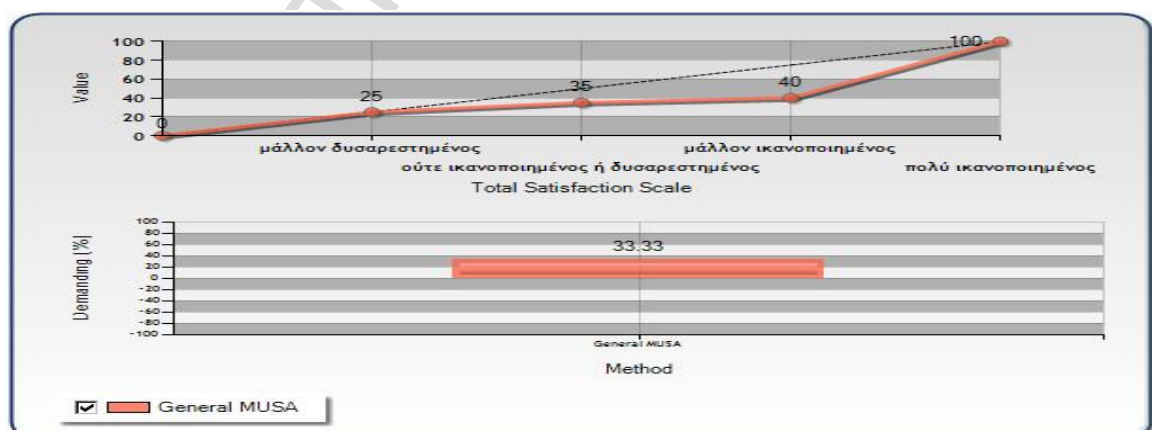 100
80
60
40
20
0
Value
0
25
35
40
100
μάλλον δυσαρεστημένος
μάλλον ικανοποιημένος
ούτε ικανοποιημένος ή δυσαρεστημένος
πολύ ικανοποιημένος
Total Satisfaction Scale
100
80
60
40
20
0
-20
-40
-60
-80
-100
Demanding (%)
33.33
General MUSA
Method
General MUSA